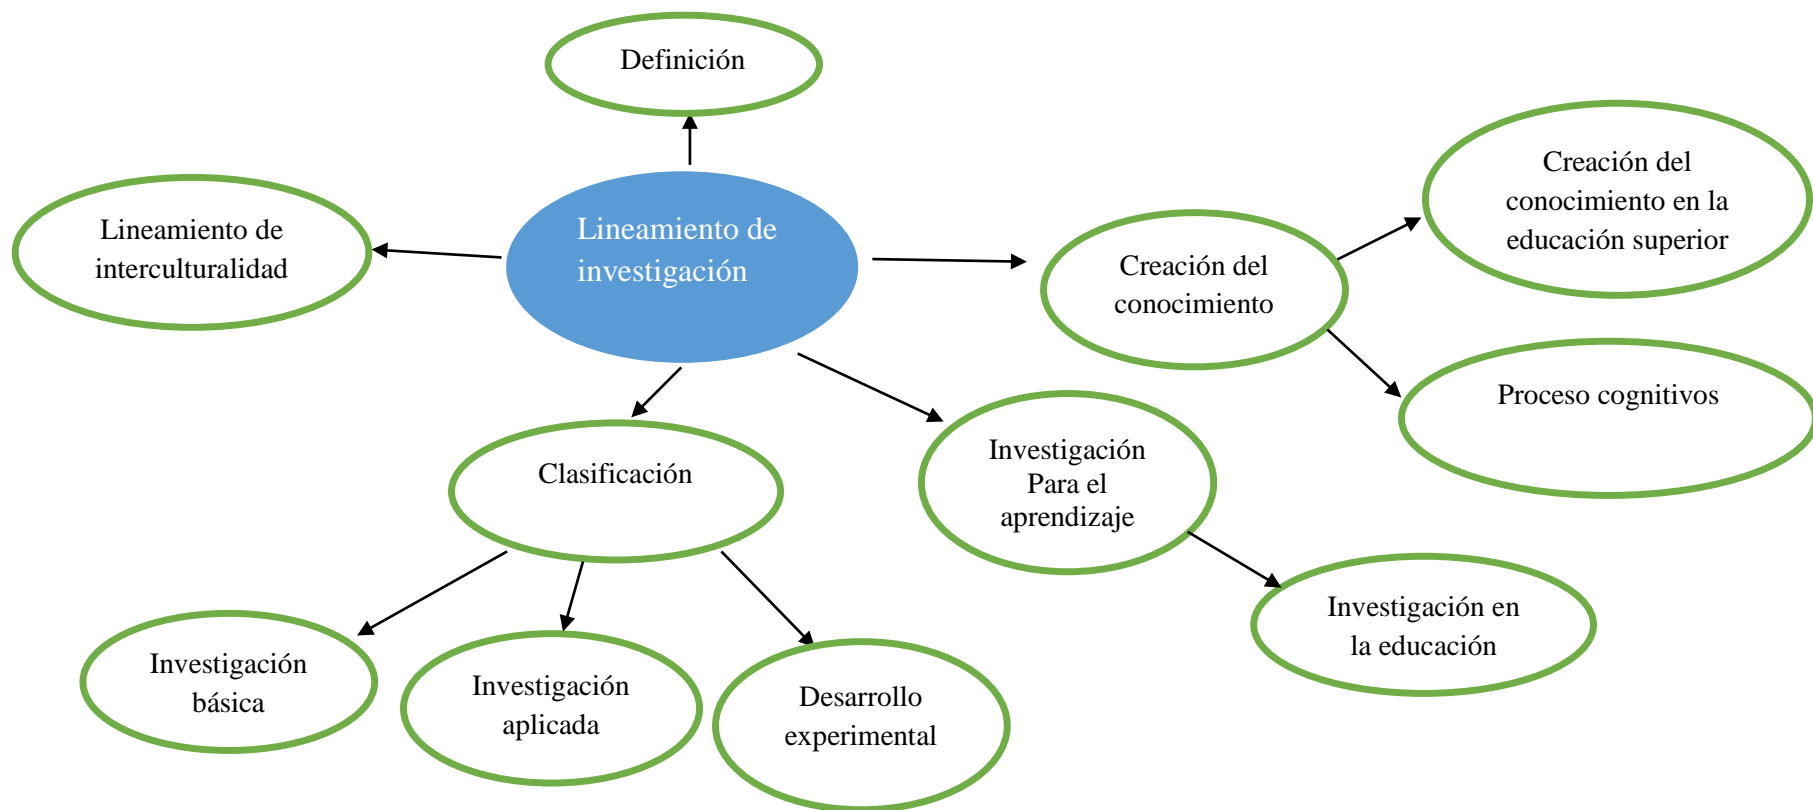 Definición
Creación del
conocimiento en la
educación superior
Lineamiento de
interculturalidad
Lineamiento de
investigación
Creación del
conocimiento
Proceso cognitivos
Clasificación
Investigación
Para el
aprendizaje
Investigación en
la educación
Investigación
básica
Investigación
aplicada
Desarrollo
experimental